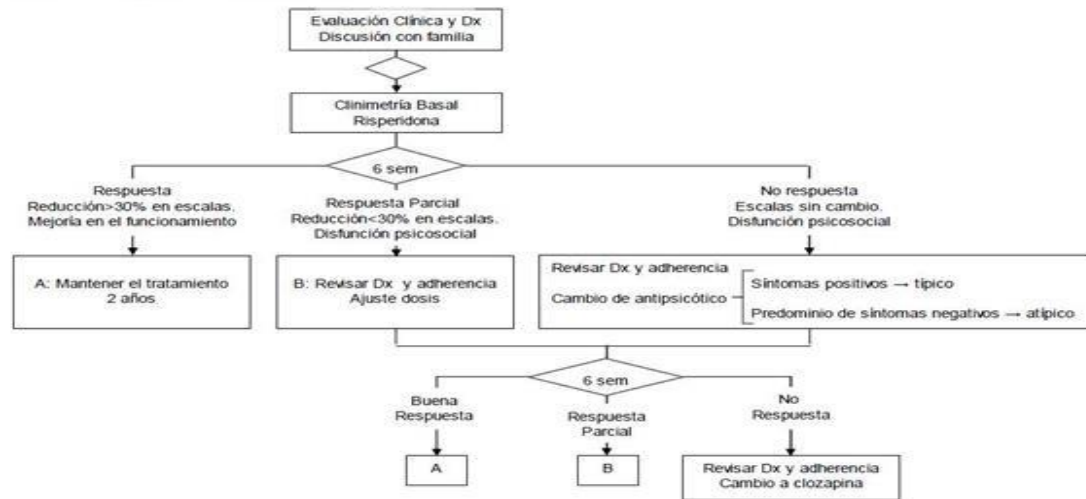 Evaluación Clínica y Dx
Discusión con familia
Clinimetría Basal
Risperidona
6 sem
Respuesta
Reducción>30% en escalas.
Mejoría en el funcionamiento
Respuesta Parcial
Reducción<30% en escalas.
Disfunción psicosocial
No respuesta
Escalas sin cambio.
Disfunción psicosocial
A: Mantener el tratamiento
2 años
B: Revisar Dx y adherencia
Ajuste dosis
Revisar Dx y adherencia
Cambio de antipsicótico
Síntomas positivos → típico
Predominio de síntomas negativos → atípico
6 sem
Buena
Respuesta
Respuesta
Parcial
No
Respuesta
A
B
Revisar Dx y adherencia
Cambio a clozapina